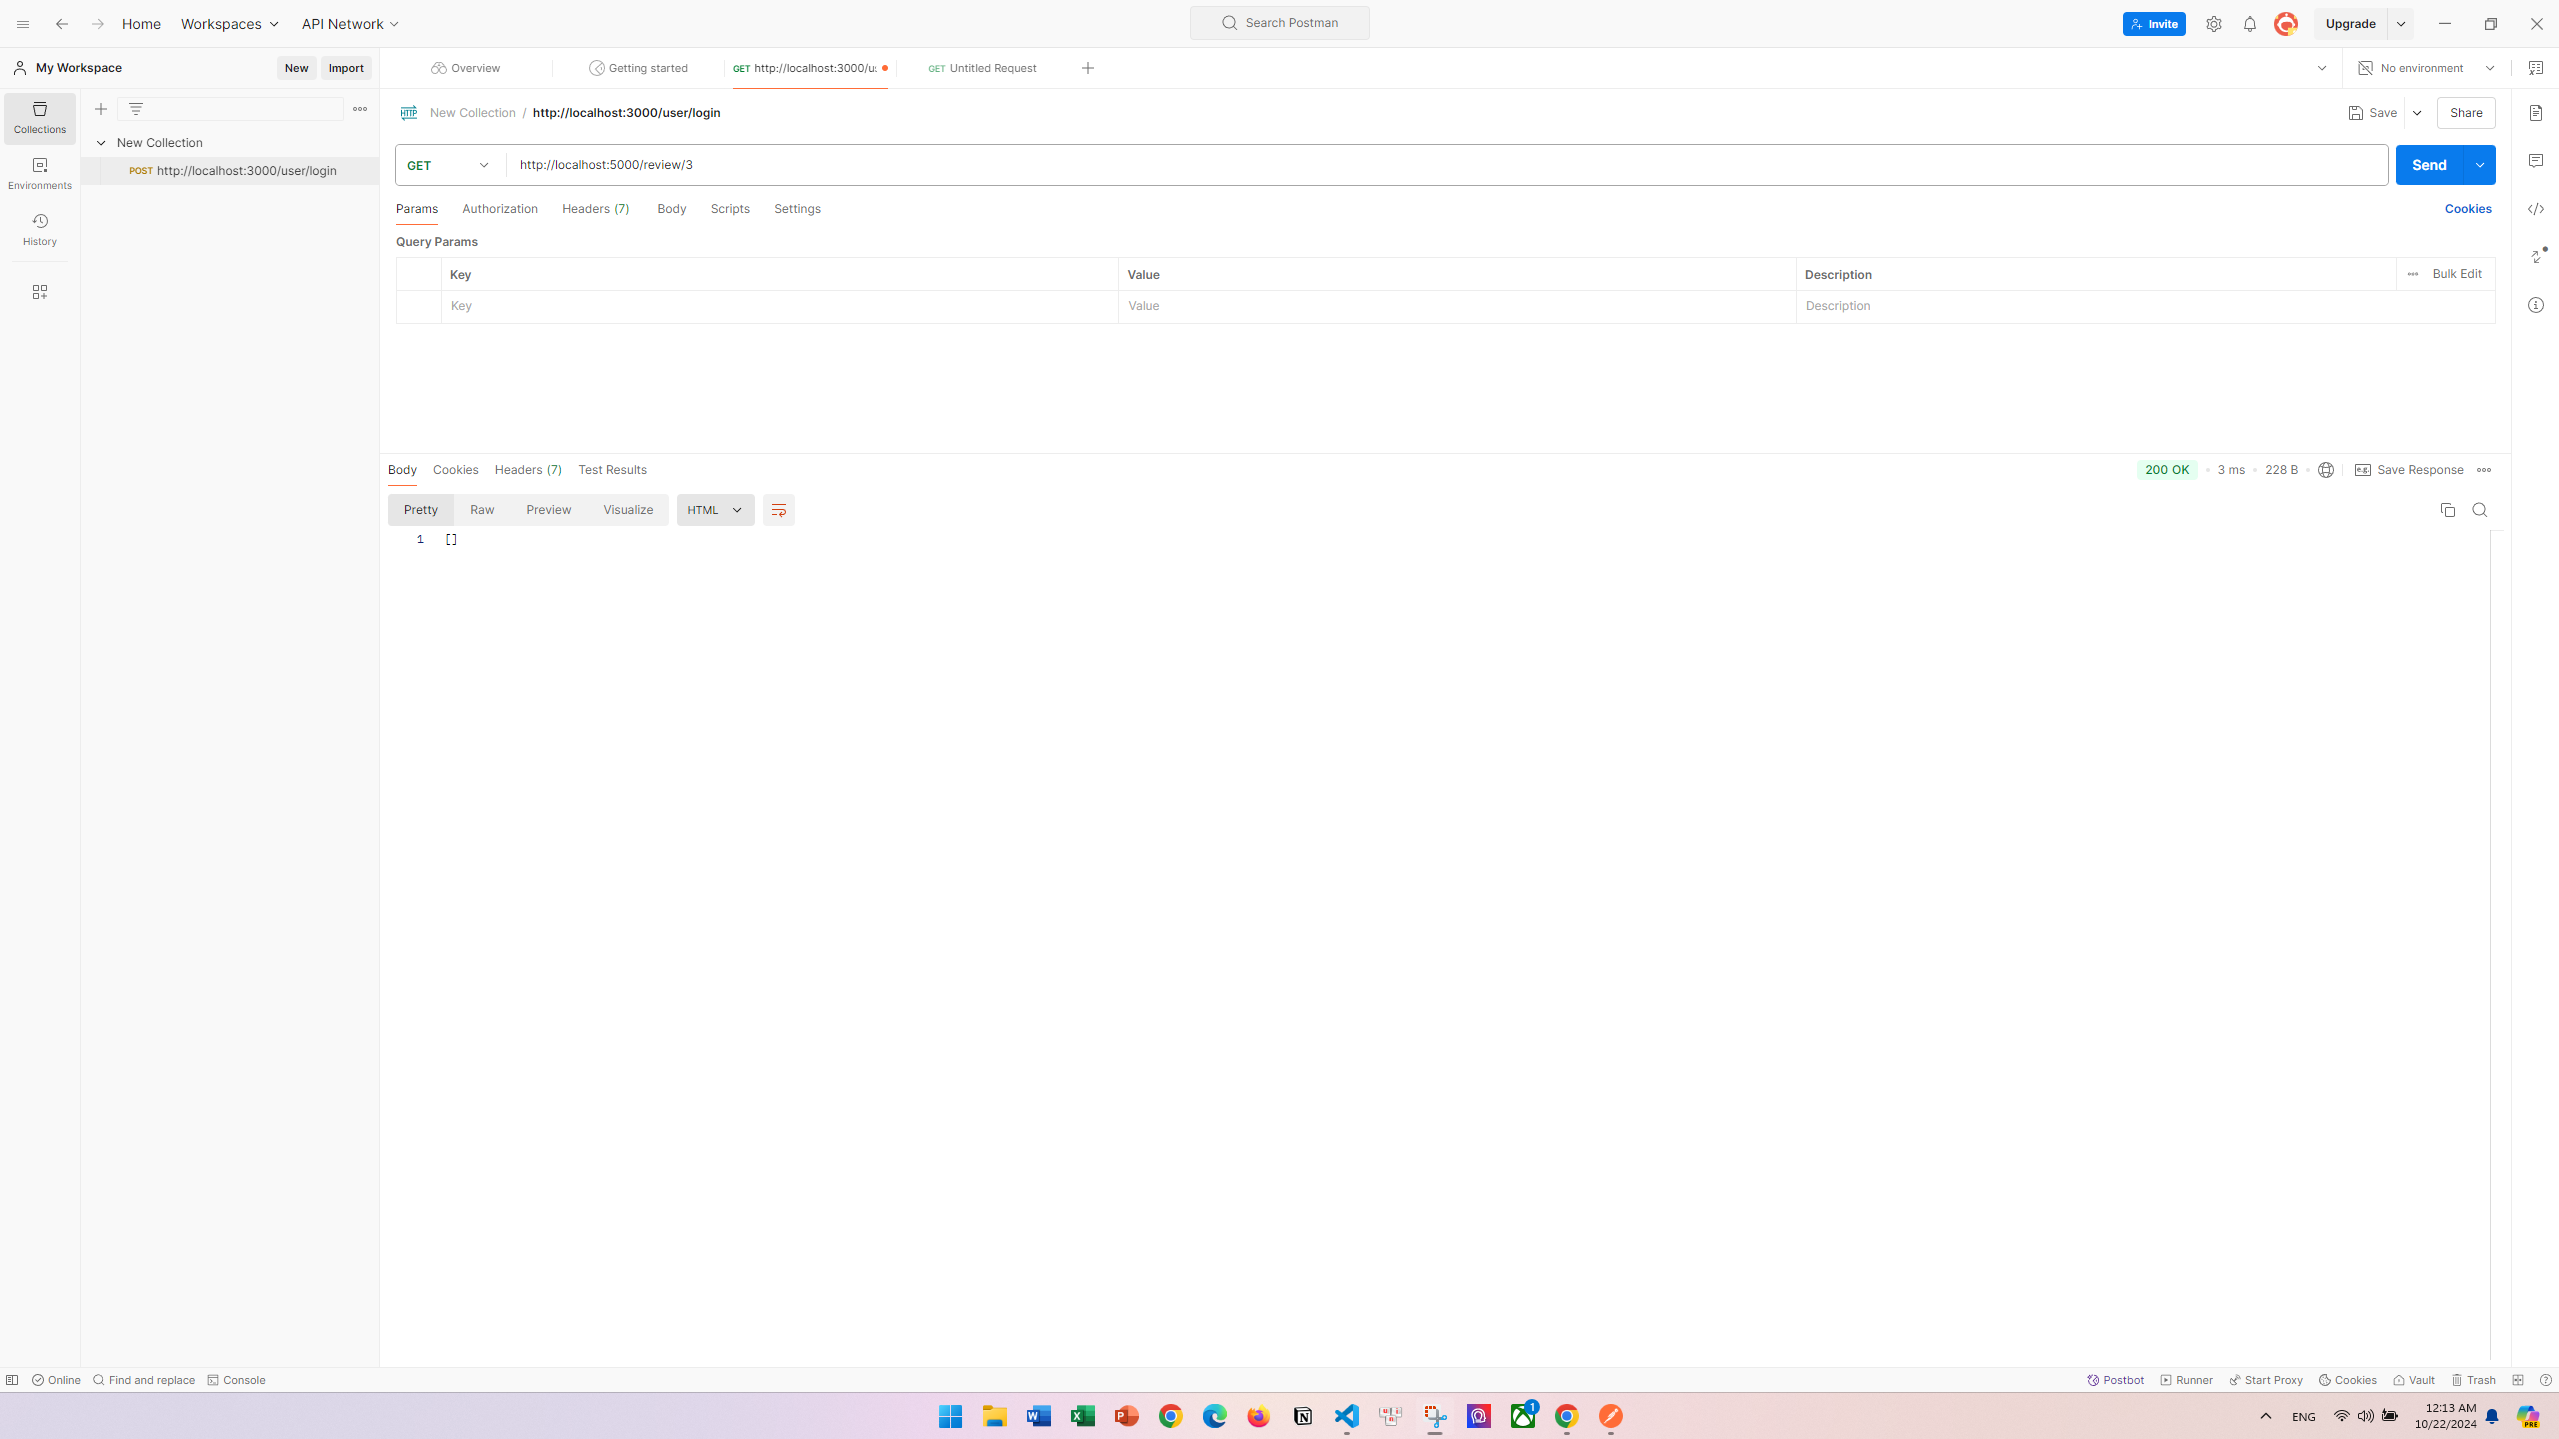 Home Workspaces API Network Search Postman Invite Upgrade
My Workspace New Import Overview Getting started GET http://localhost:3000/u GET Untitled Request No environment
Collections
Environments
History
New Collection
POST http://localhost:3000/user/login
HTTP New Collection / http://localhost:3000/user/login Save Share
GET http://localhost:5000/review/3 Send
Params Authorization Headers (7) Body Scripts Settings Cookies
Query Params
Key Value Description Bulk Edit
Key Value Description
Body Cookies Headers (7) Test Results 200 OK 3 ms 228 B e.g. Save Response
Pretty Raw Preview Visualize HTML
1 []
Online Find and replace Console Postbot Runner Start Proxy Cookies Vault Trash
1
ENG 12:13 AM
10/22/2024
PRE